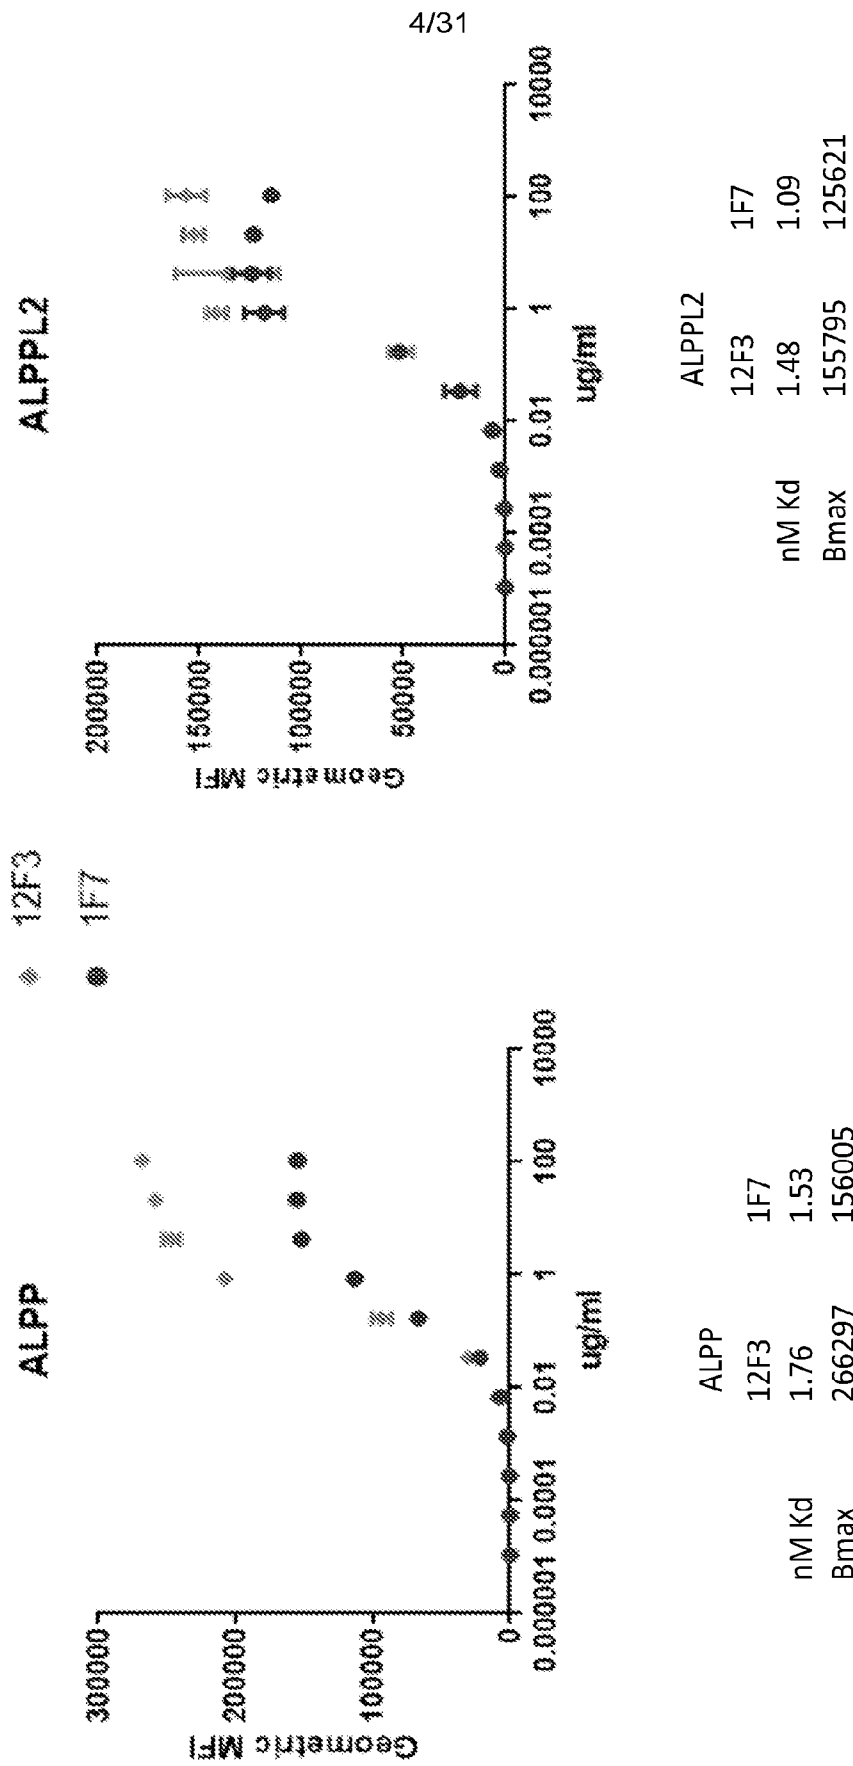 4/31
ALPP
12F3
1F7
300000
200000
100000
0
Geometric MFI
0.000001 0.0001 0.01 1 100 10000
ug/ml
ALPP
12F3 1F7
nM Kd 1.76 1.53
Bmax 266297 156005
ALPPL2
200000
150000
100000
50000
0
Geometric MFI
0.000001 0.0001 0.01 1 100 10000
ug/ml
ALPPL2
12F3 1F7
nM Kd 1.48 1.09
Bmax 155795 125621